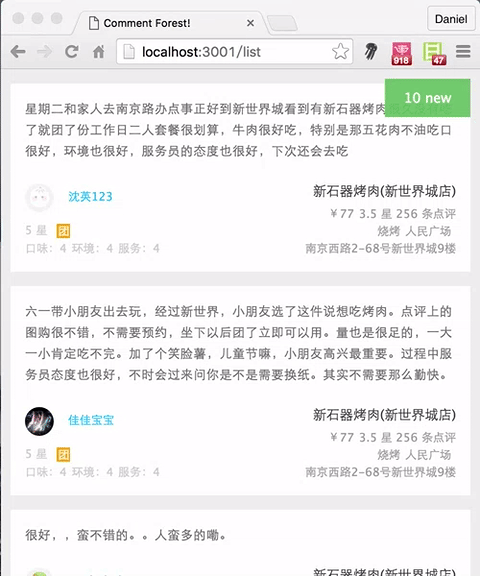 Comment Forest!
Daniel
localhost:3001/list
918
47
10 new
星期二和家人去南京路办点事正好到新世界城看到有新石器烤肉
了就团了份工作日二人套餐很划算，牛肉很好吃，特别是那五花肉不油吃口
很好，环境也很好，服务员的态度也很好，下次还会去吃
沈英123
新石器烤肉(新世界城店)
￥77 3.5 星 256 条点评
5 星 团
烧烤 人民广场
口味：4 环境：4 服务：4
南京西路2-68号新世界城9楼
六一带小朋友出去玩，经过新世界，小朋友选了这件说想吃烤肉。点评上的
图购很不错，不需要预约，坐下以后团了立即可以用。量也是很足的，一大
一小肯定吃不完。加了个笑脸薯，儿童节嘛，小朋友高兴最重要。过程中服
务员态度也很好，不时会过来问你是不是需要换纸。其实不需要那么勤快。
佳佳宝宝
新石器烤肉(新世界城店)
￥77 3.5 星 256 条点评
5 星 团
烧烤 人民广场
口味：4 环境：4 服务：4
南京西路2-68号新世界城9楼
很好，，蛮不错的。。人蛮多的嘞。
新石器烤肉(新世界城店)